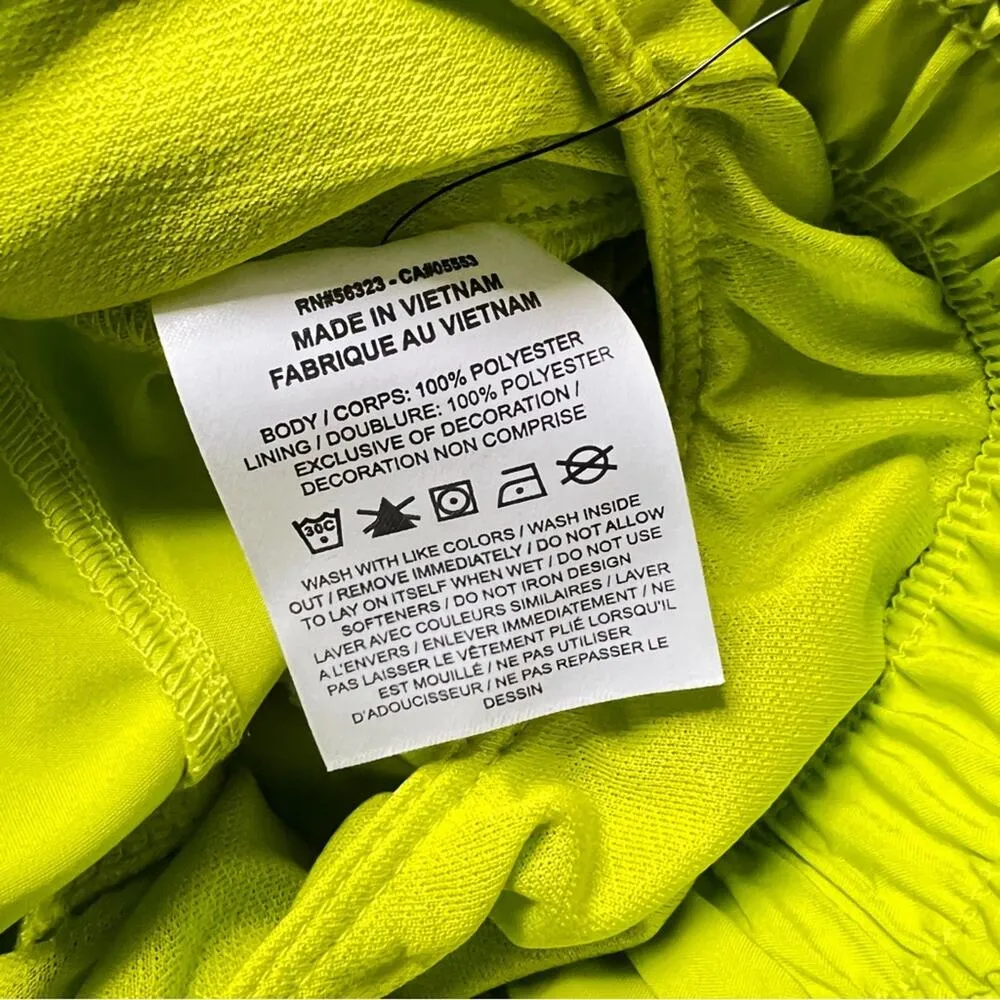 RN#56323 - CA#05553
MADE IN VIETNAM
FABRIQUE AU VIETNAM
BODY / CORPS: 100% POLYESTER
LINING / DOUBLURE: 100% POLYESTER
EXCLUSIVE OF DECORATION /
DECORATION NON COMPRISE
30C
WASH WITH LIKE COLORS / WASH INSIDE
OUT / REMOVE IMMEDIATELY / DO NOT ALLOW
TO LAY ON ITSELF WHEN WET / DO NOT USE
SOFTENERS / DO NOT IRON DESIGN
LAVER AVEC COULEURS SIMILAIRES / LAVER
A L'ENVERS / ENLEVER IMMEDIATEMENT / NE
PAS LAISSER LE VÊTEMENT PLIÉ LORSQU'IL
EST MOUILLÉ / NE PAS UTILISER
D'ADOUCISSEUR / NE PAS REPASSER LE
DESSIN